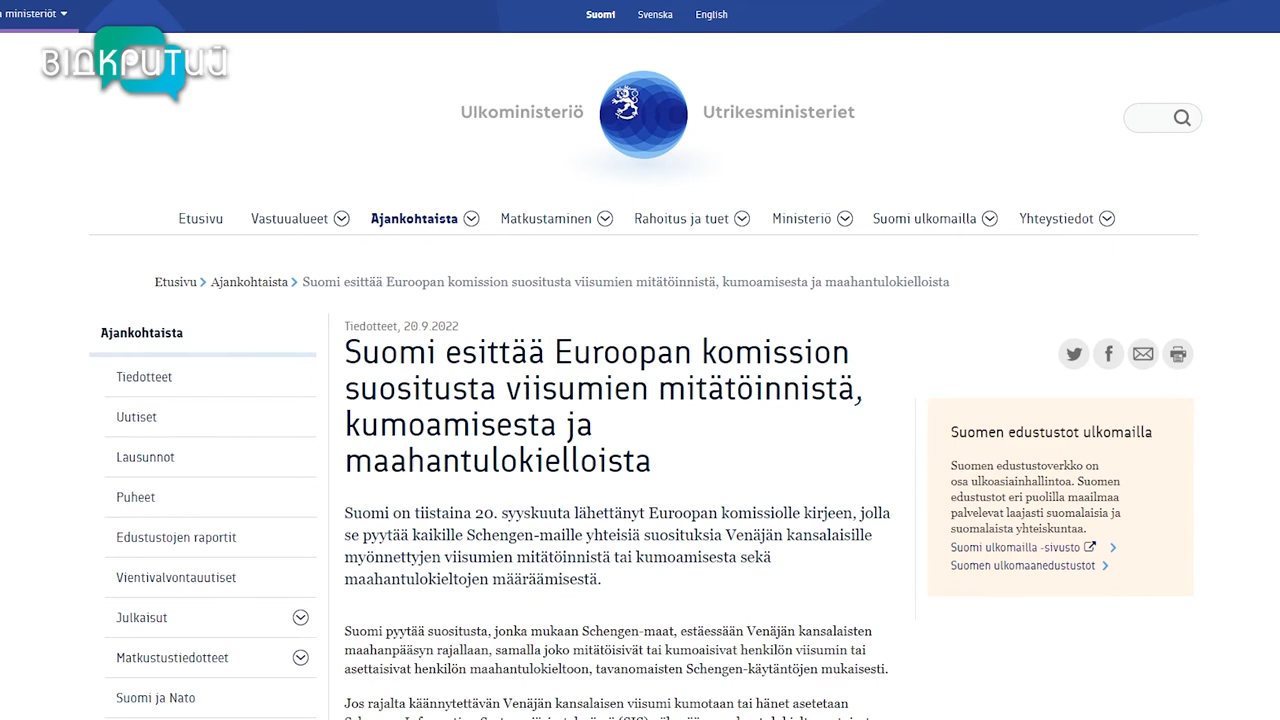 ministeriöt
Suomi Svenska English
ВІДКРИТИЙ
Ulkoministeriö Utrikesministeriet
Etusivu Vastuualueet Ajankohtaista Matkustaminen Rahoitus ja tuet Ministeriö Suomi ulkomailla Yhteystiedot
Etusivu Ajankohtaista Suomi esittää Euroopan komission suositusta viisumien mitätöinnistä, kumoamisesta ja maahantulokielloista
Ajankohtaista
Tiedotteet
Uutiset
Lausunnot
Puheet
Edustustojen raportit
Vientivalvontauutiset
Julkaisut
Matkustustiedotteet
Suomi ja Nato
Tiedotteet, 20.9.2022
Suomi esittää Euroopan komission
suositusta viisumien mitätöinnistä,
kumoamisesta ja
maahantulokielloista
Suomi on tiistaina 20. syyskuuta lähettänyt Euroopan komissiolle kirjeen, jolla
se pyytää kaikille Schengen-maille yhteisiä suosituksia Venäjän kansalaisille
myönnettyjen viisumien mitätöinnistä tai kumoamisesta sekä
maahantulokieltojen määräämisestä.
Suomi pyytää suositusta, jonka mukaan Schengen-maat, estäessään Venäjän kansalaisten
maahanpääsyn rajallaan, samalla joko mitätöisivät tai kumoaisivat henkilön viisumin tai
asettaisivat henkilön maahantulokieltoon, tavanomaisten Schengen-käytäntöjen mukaisesti.
Jos rajalta käännytettävän Venäjän kansalaisen viisumi kumotaan tai hänet asetetaan
Suomen edustustot ulkomailla
Suomen edustustoverkko on
osa ulkoasiainhallintoa. Suomen
edustustot eri puolilla maailmaa
palvelevat laajasti suomalaisia ja
suomalaista yhteiskuntaa.
Suomi ulkomailla -sivusto
Suomen ulkomaanedustustot